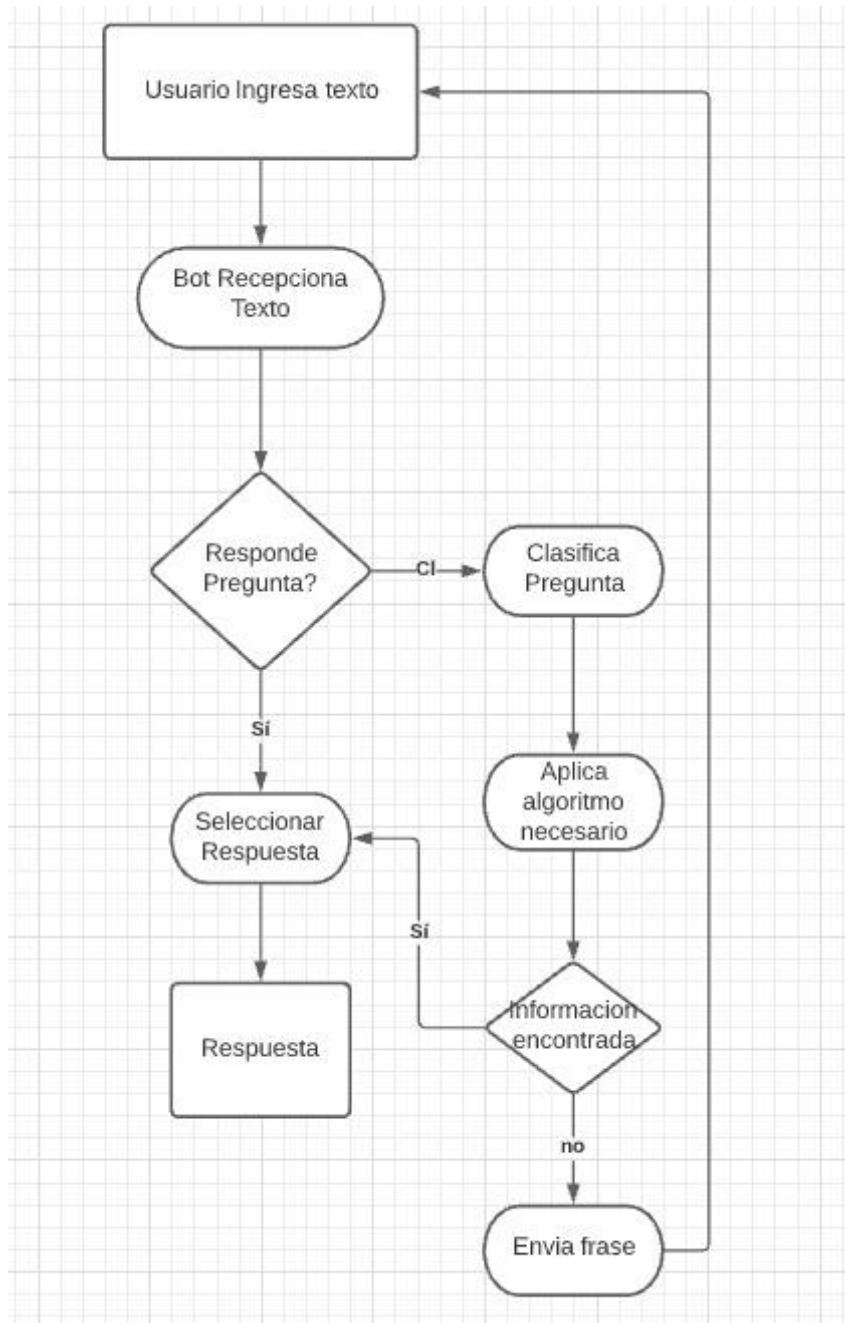 Usuario Ingresa texto
Bot Recepciona
Texto
Responde
Pregunta?
CI
Clasifica
Pregunta
Sí
Seleccionar
Respuesta
Aplica
algoritmo
necesario
Sí
Respuesta
Informacion
encontrada
no
Envia frase